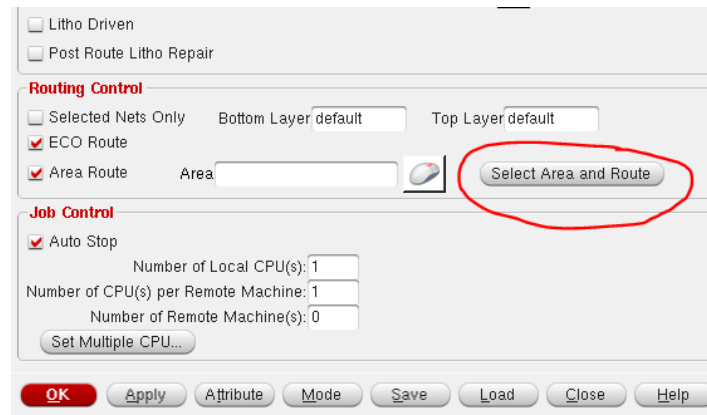 Litho Driven
Post Route Litho Repair
Routing Control
Selected Nets Only Bottom Layer default Top Layer default
ECO Route
Area Route Area Select Area and Route
Job Control
Auto Stop
Number of Local CPU(s): 1
Number of CPU(s) per Remote Machine: 1
Number of Remote Machine(s): 0
Set Multiple CPU...
OK Apply Attribute Mode Save Load Close Help